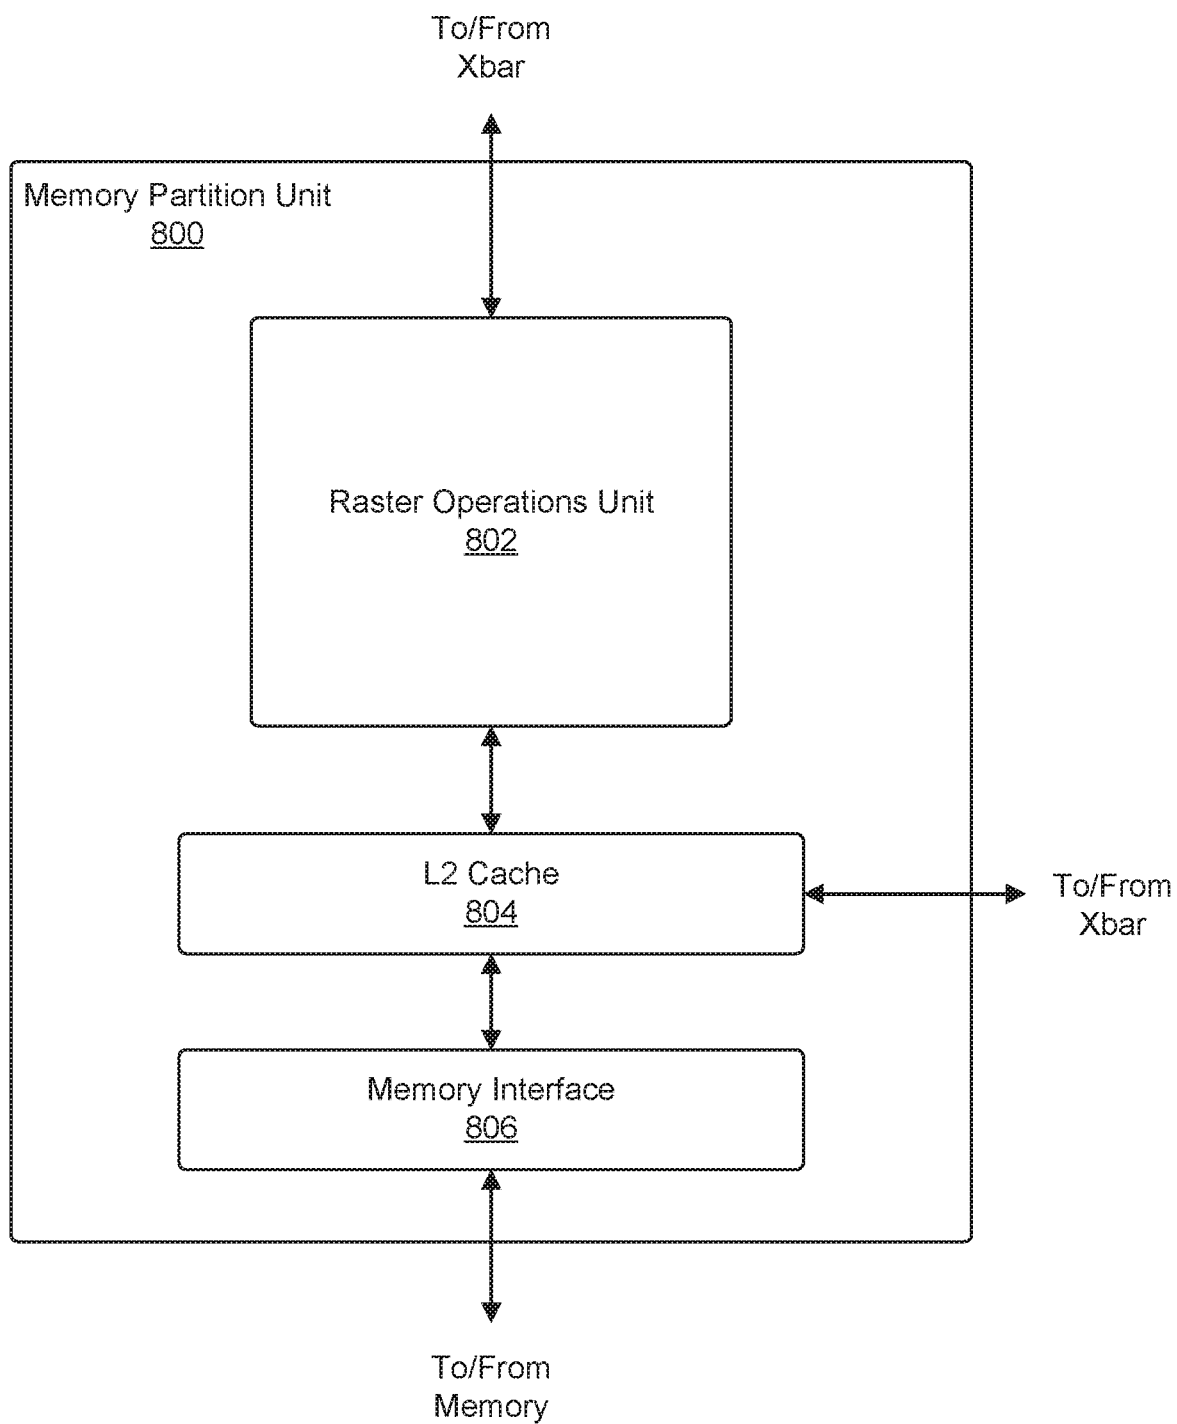 To/From
Xbar
Memory Partition Unit
800
Raster Operations Unit
802
L2 Cache
804
To/From
Xbar
Memory Interface
806
To/From
Memory